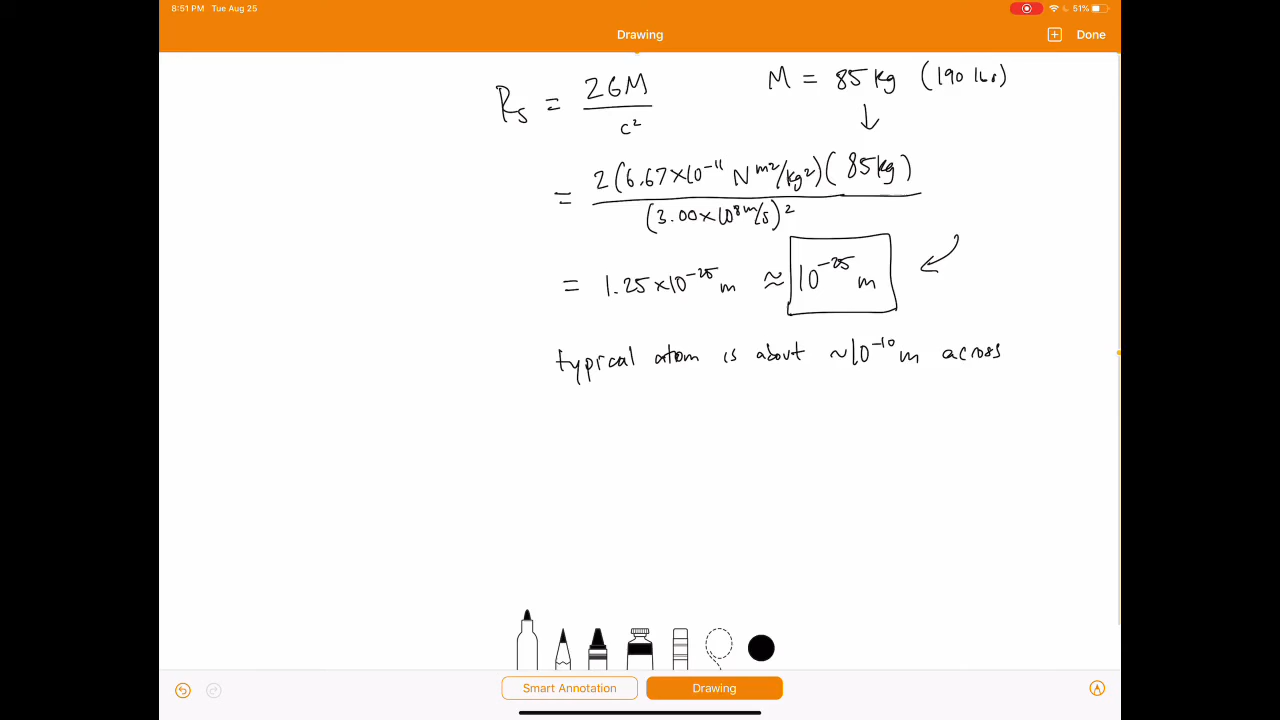 8:51 PM Tue Aug 25
51%
Drawing
Done
Rs = 2GM / c²
M = 85 kg (190 lbs)
= 2(6.67×10⁻¹¹ N m²/kg²)(85kg) / (3.00×10⁸ m/s)²
= 1.25×10⁻²⁵ m ≈ 10⁻²⁵ m
typical atom is about ~10⁻¹⁰ m across
Smart Annotation
Drawing